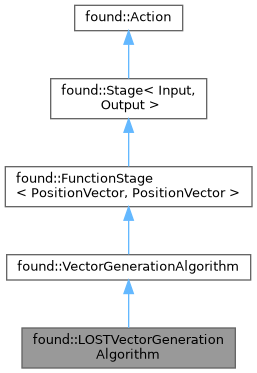 found::Action
found::Stage< Input,
Output >
found::FunctionStage
< PositionVector, PositionVector >
found::VectorGenerationAlgorithm
found::LOSTVectorGeneration
Algorithm